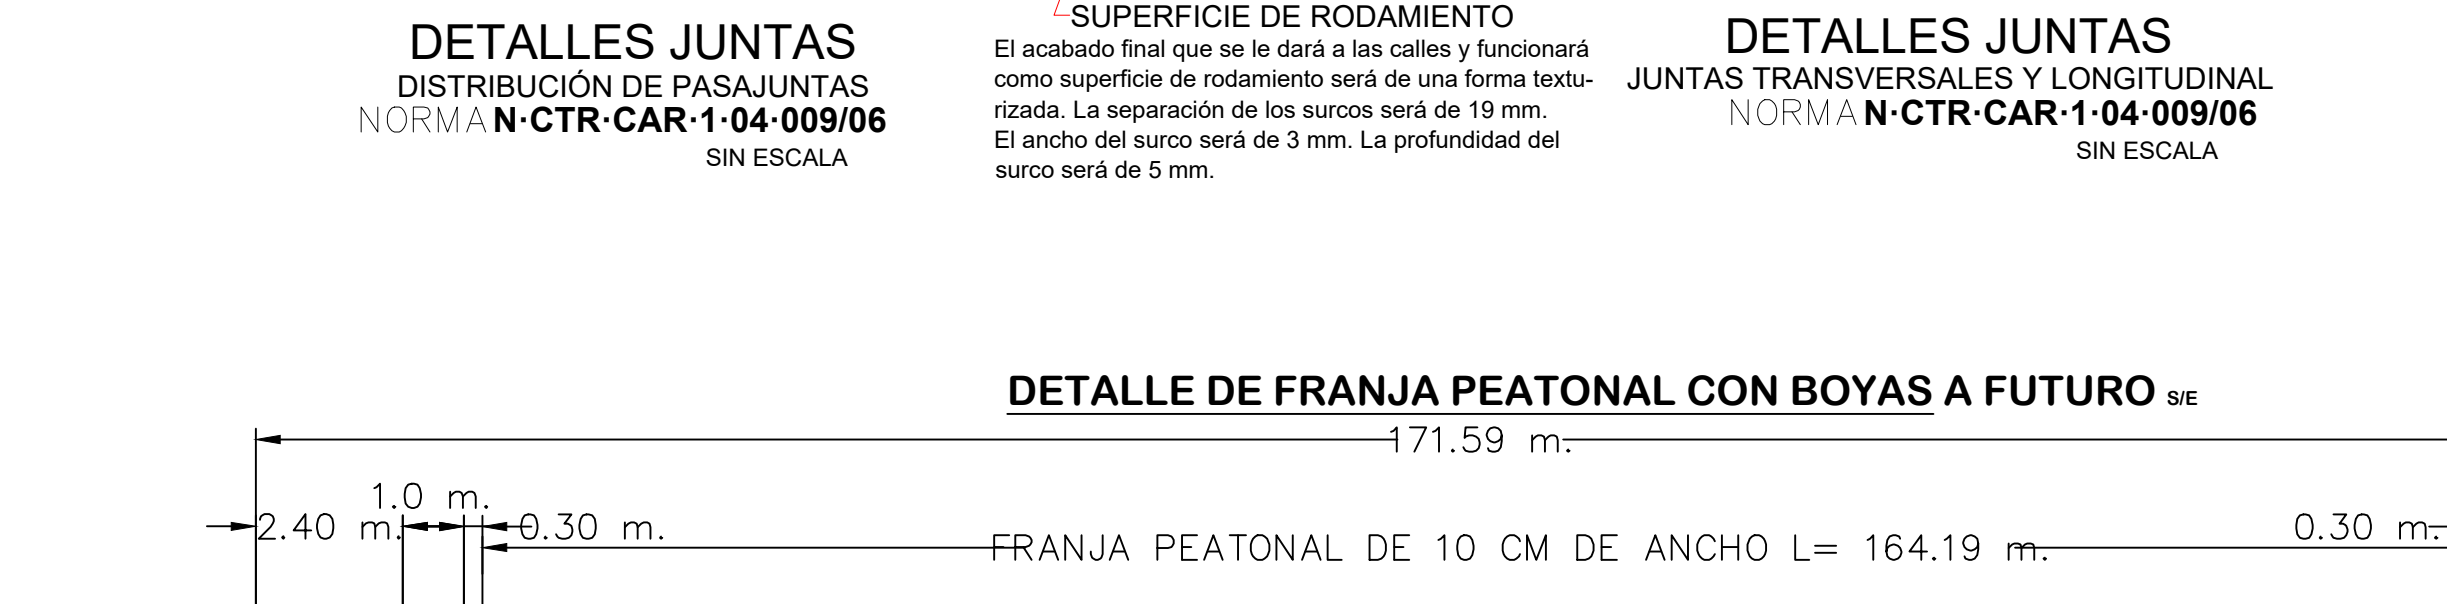 DETALLES JUNTAS
DISTRIBUCIÓN DE PASAJUNTAS
NORMA N·CTR·CAR·1·04·009/06
SIN ESCALA
SUPERFICIE DE RODAMIENTO
El acabado final que se le dará a las calles y funcionará
como superficie de rodamiento será de una forma textu-
rizada. La separación de los surcos será de 19 mm.
El ancho del surco será de 3 mm. La profundidad del
surco será de 5 mm.
DETALLES JUNTAS
JUNTAS TRANSVERSALES Y LONGITUDINAL
NORMA N·CTR·CAR·1·04·009/06
SIN ESCALA
DETALLE DE FRANJA PEATONAL CON BOYAS A FUTURO S/E
171.59 m.
1.0 m.
2.40 m. 0.30 m. 0.30 m.
FRANJA PEATONAL DE 10 CM DE ANCHO L= 164.19 m.